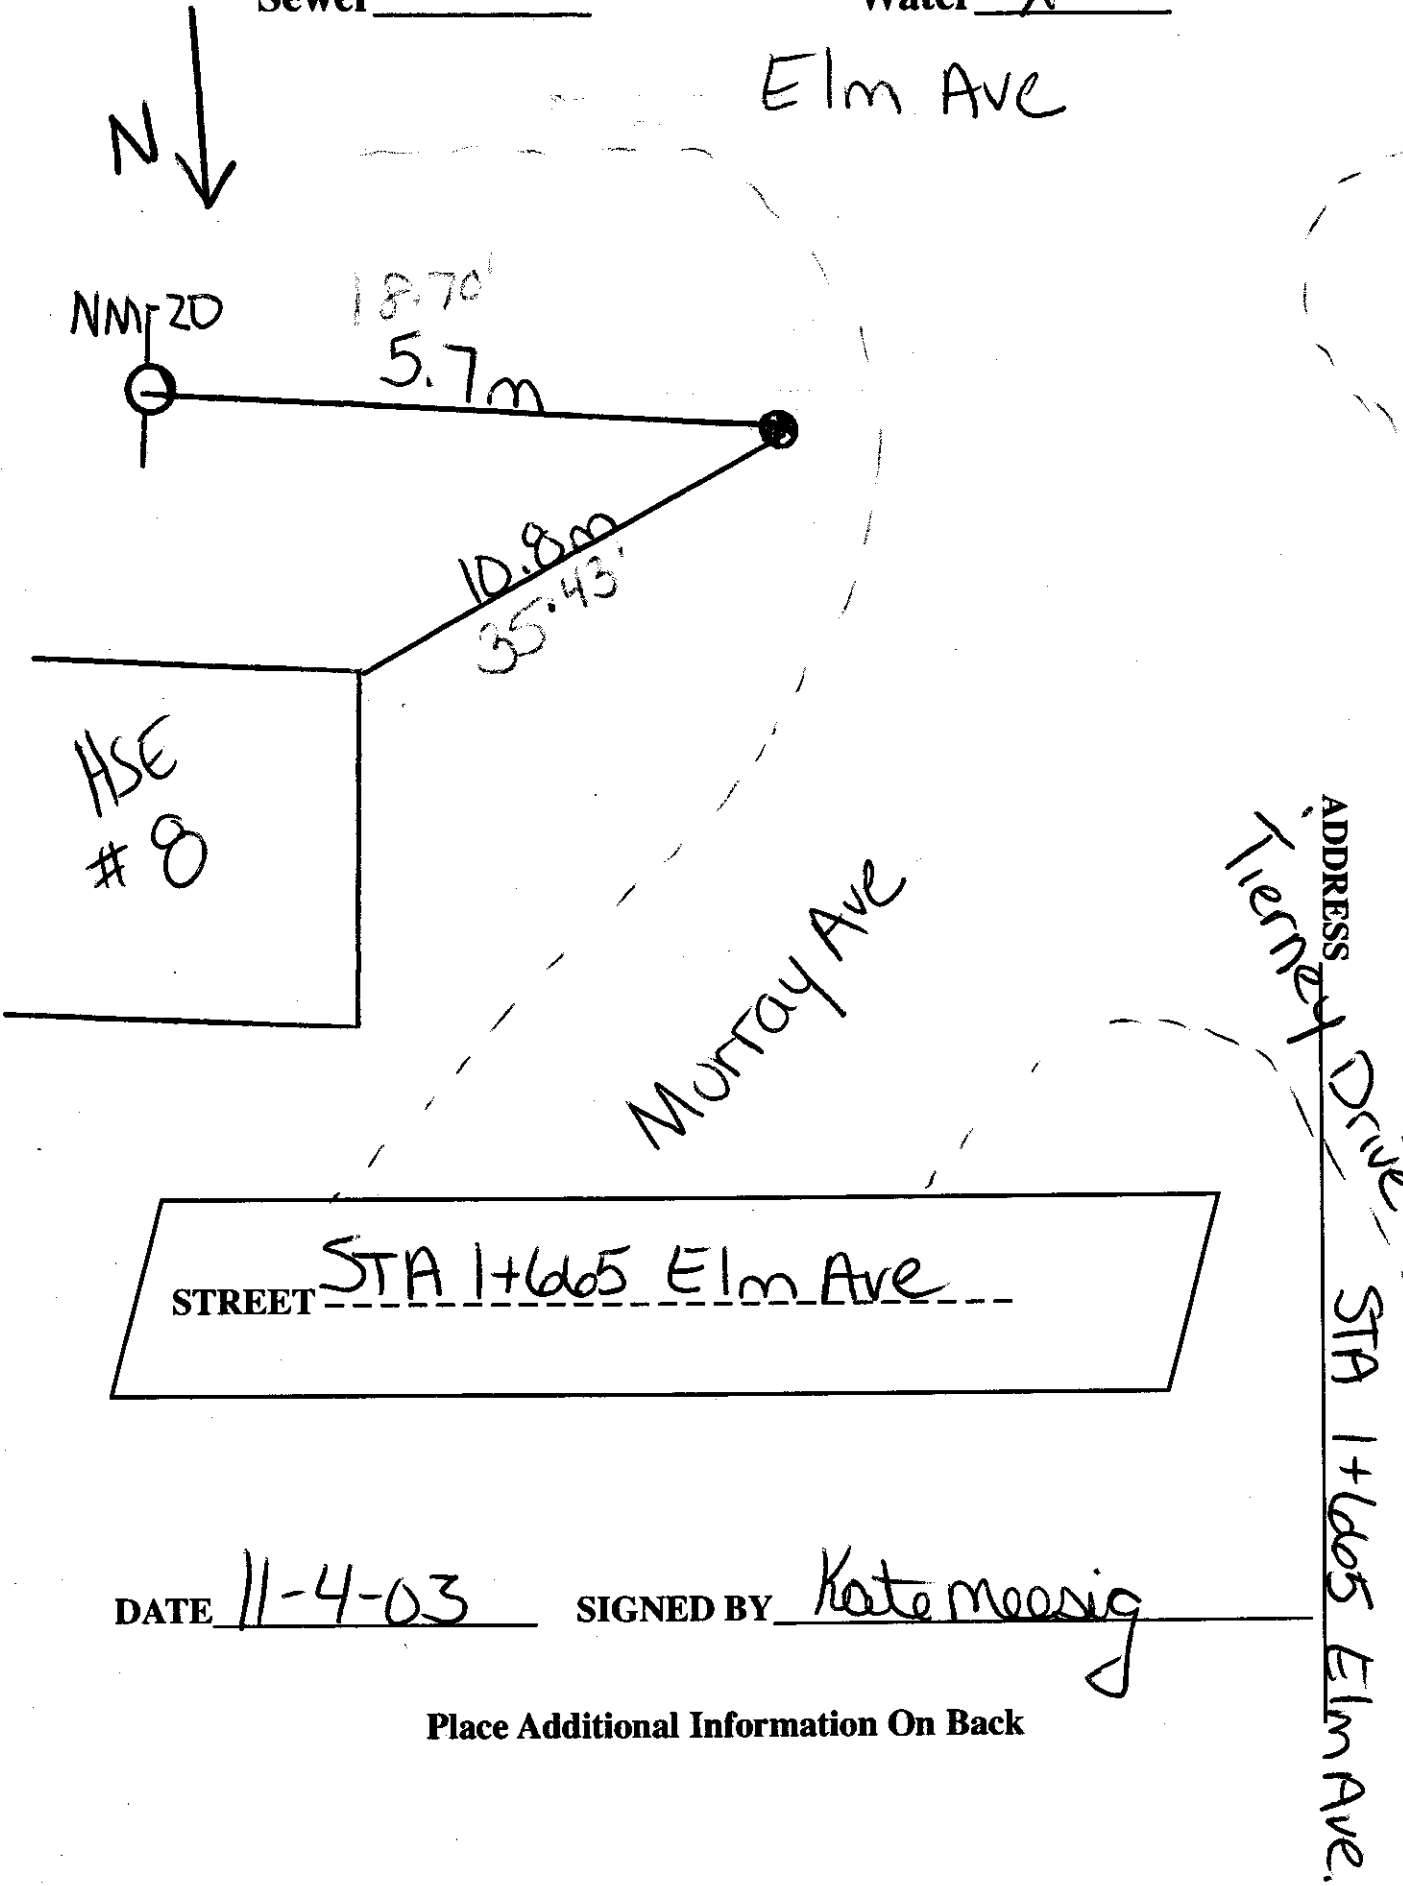 Sewer
Water X
Elm Ave
N
NM-20
18.70'
5.7m
10.8m
35.43'
HSE
#8
Murray Ave
ADDRESS
Tierney Drive
STA 1+665 Elm Ave.
STREET STA 1+665 Elm Ave
DATE 11-4-03 SIGNED BY Kate Messig
Place Additional Information On Back